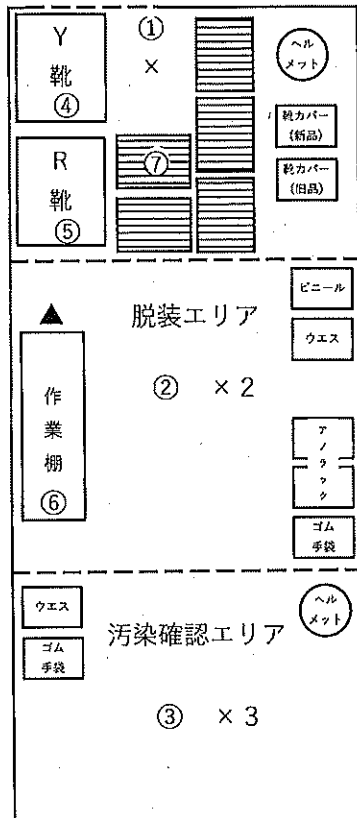 Y
靴
④
①
×
ヘル
メット
⑦
靴カバー
(新品)
靴カバー
(旧品)
R
靴
⑤
脱装エリア
ビニール
ウエス
▲
作
業
棚
⑥
② ×2
ア
ノ
ラ
ッ
ク
ゴム
手袋
ウエス
ゴム
手袋
汚染確認エリア
ヘル
メット
③ ×3